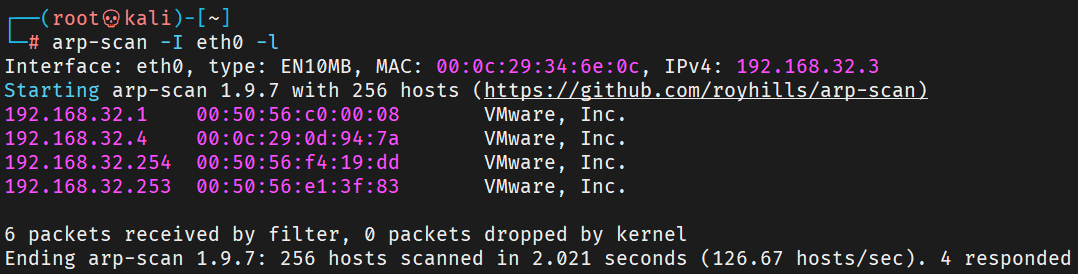 ┌──(root💀kali)-[~]
└─# arp-scan -I eth0 -l
Interface: eth0, type: EN10MB, MAC: 00:0c:29:34:6e:0c, IPv4: 192.168.32.3
Starting arp-scan 1.9.7 with 256 hosts (https://github.com/royhills/arp-scan)
192.168.32.1    00:50:56:c0:00:08       VMware, Inc.
192.168.32.4    00:0c:29:0d:94:7a       VMware, Inc.
192.168.32.254  00:50:56:f4:19:dd       VMware, Inc.
192.168.32.253  00:50:56:e1:3f:83       VMware, Inc.
6 packets received by filter, 0 packets dropped by kernel
Ending arp-scan 1.9.7: 256 hosts scanned in 2.021 seconds (126.67 hosts/sec). 4 responded